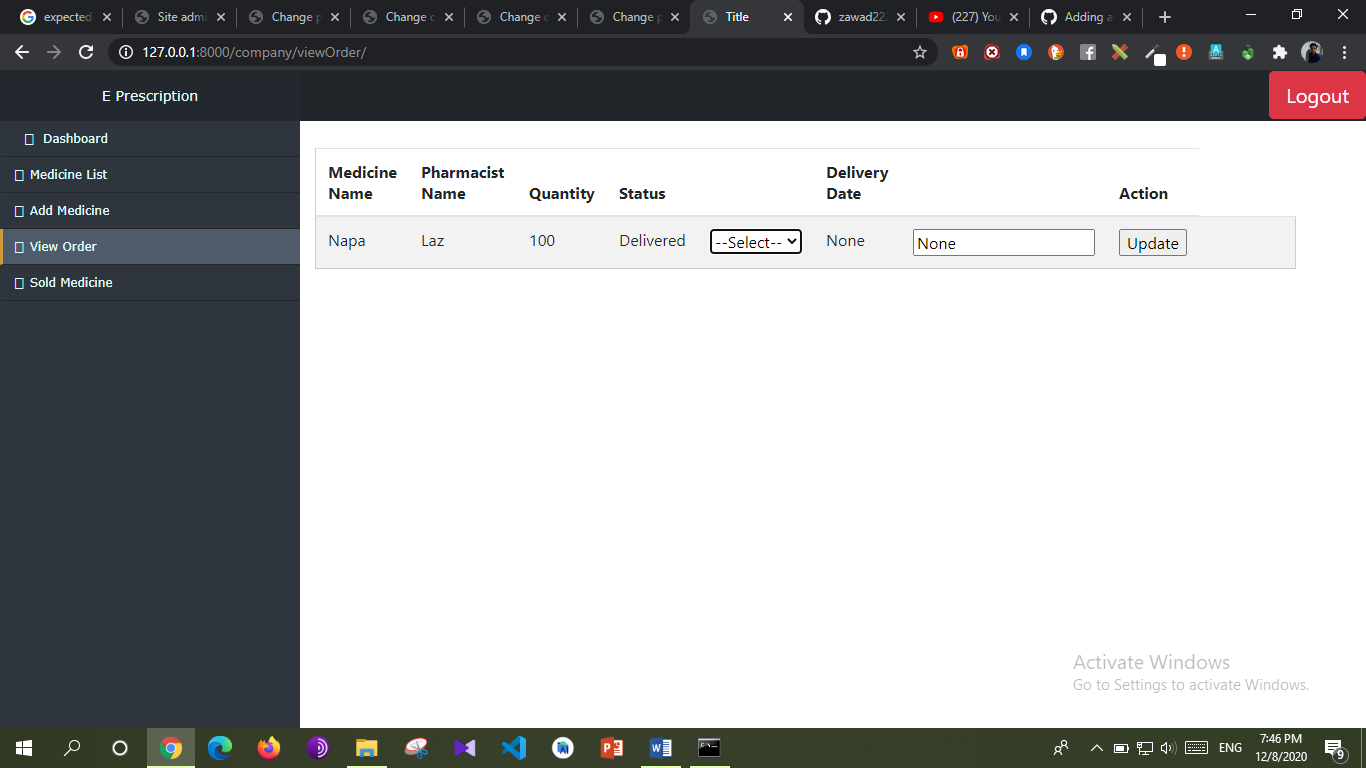 expected
Site admi
Change p
Change c
Change c
Change p
Title
zawad22
(227) You
Adding a
127.0.0.1:8000/company/viewOrder/
E Prescription
Logout
Dashboard
Medicine List
Add Medicine
View Order
Sold Medicine
Medicine Name
Pharmacist Name
Quantity
Status
Delivery Date
Action
Napa
Laz
100
Delivered
--Select--
None
None
Update
Activate Windows
Go to Settings to activate Windows.
ENG
7:46 PM
12/8/2020
9